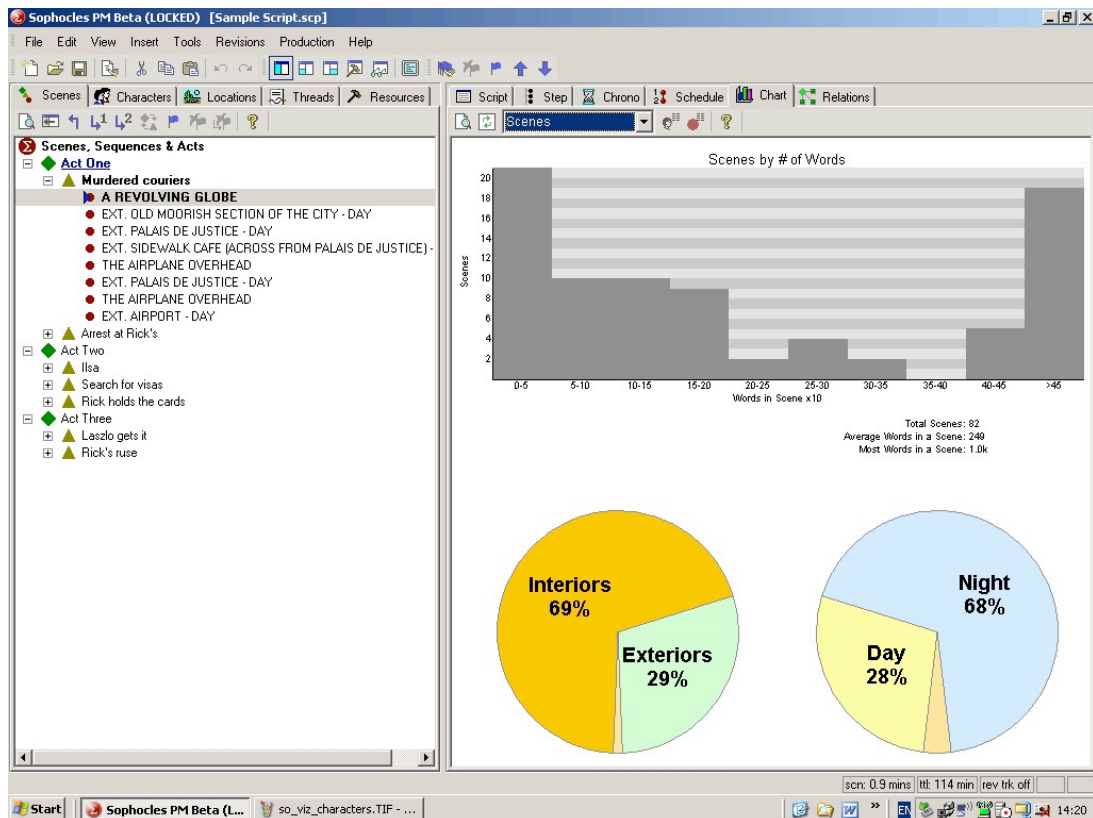 Sophocles PM Beta (LOCKED) [Sample Script.scp]
File Edit View Insert Tools Revisions Production Help
Scenes Characters Locations Threads Resources
Script Step Chrono Schedule Chart Relations
Scenes
Scenes, Sequences & Acts
Act One
Murdered couriers
A REVOLVING GLOBE
EXT. OLD MOORISH SECTION OF THE CITY - DAY
EXT. PALAIS DE JUSTICE - DAY
EXT. SIDEWALK CAFE (ACROSS FROM PALAIS DE JUSTICE) -
THE AIRPLANE OVERHEAD
EXT. PALAIS DE JUSTICE - DAY
THE AIRPLANE OVERHEAD
EXT. AIRPORT - DAY
Arrest at Rick's
Act Two
Ilsa
Search for visas
Rick holds the cards
Act Three
Laszlo gets it
Rick's ruse
Scenes by # of Words
20
18
16
14
12
10
8
6
4
2
Scenes
0-5 5-10 10-15 15-20 20-25 25-30 30-35 35-40 40-45 >45
Words in Scene x10
Total Scenes: 82
Average Words in a Scene: 249
Most Words in a Scene: 1.0k
Interiors
69%
Exteriors
29%
Night
68%
Day
28%
scn: 0.9 mins ttl: 114 min rev trk off
Start Sophocles PM Beta (L... so_viz_characters.TIF - ... » EN 14:20